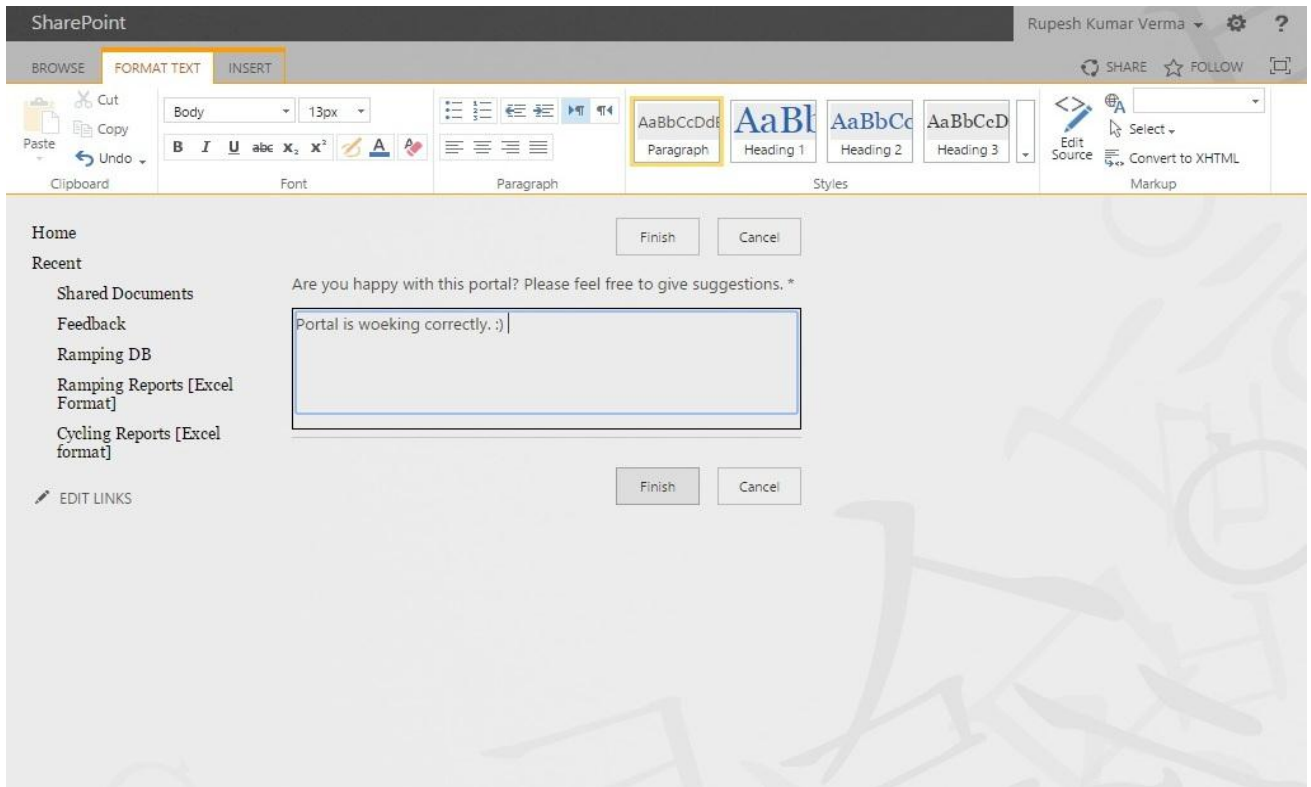 SharePoint
Rupesh Kumar Verma
?
BROWSE FORMAT TEXT INSERT
SHARE FOLLOW
Paste
Cut
Copy
Undo
Clipboard
Body 13px
B I U abc X₂ X² A
Font
Paragraph
AaBbCcDdE
Paragraph
AaBb
Heading 1
AaBbCc
Heading 2
AaBbCcD
Heading 3
Styles
Edit
Source
Select
Convert to XHTML
Markup
Home
Recent
Shared Documents
Feedback
Ramping DB
Ramping Reports [Excel
Format]
Cycling Reports [Excel
format]
EDIT LINKS
Finish Cancel
Are you happy with this portal? Please feel free to give suggestions. *
Portal is woeking correctly. :)
Finish Cancel